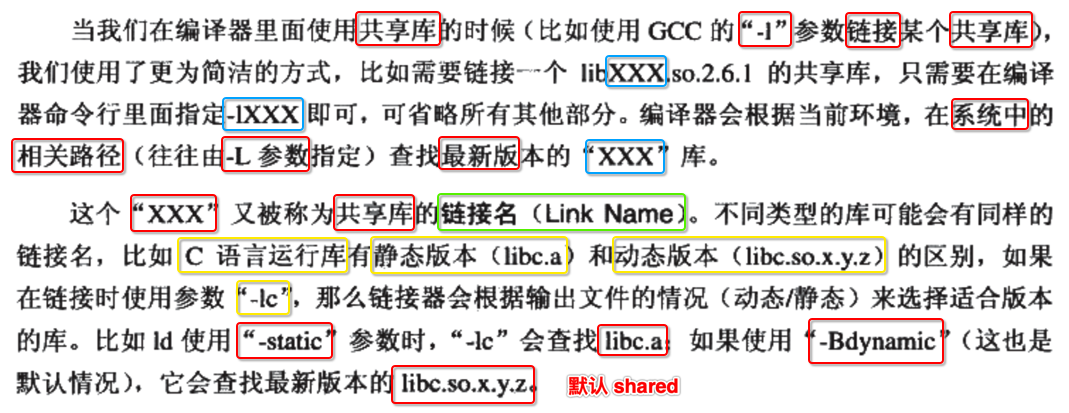 当我们在编译器里面使用共享库的时候（比如使用 GCC 的“-l”参数链接某个共享库），
我们使用了更为简洁的方式，比如需要链接一个 libXXX.so.2.6.1 的共享库，只需要在编译
器命令行里面指定-lXXX 即可，可省略所有其他部分。编译器会根据当前环境，在系统中的
相关路径（往往由-L 参数指定）查找最新版本的“XXX”库。
这个“XXX”又被称为共享库的链接名（Link Name）。不同类型的库可能会有同样的
链接名，比如 C 语言运行库有静态版本（libc.a）和动态版本（libc.so.x.y.z）的区别，如果
在链接时使用参数“-lc”，那么链接器会根据输出文件的情况（动态/静态）来选择适合版本
的库。比如 ld 使用“-static”参数时，“-lc”会查找 libc.a；如果使用“-Bdynamic”（这也是
默认情况），它会查找最新版本的 libc.so.x.y.z。 默认 shared